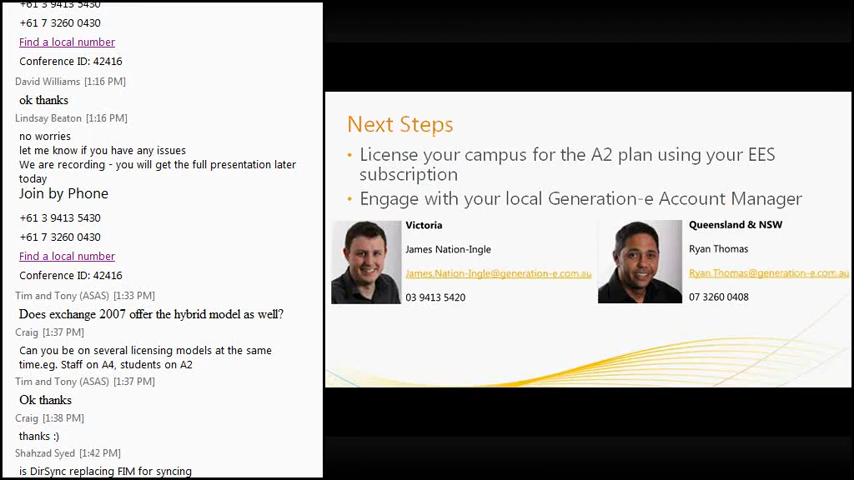 +61 3 9413 5430
+61 7 3260 0430
Find a local number
Conference ID: 42416
David Williams [1:16 PM]
ok thanks
Lindsay Beaton [1:16 PM]
no worries
let me know if you have any issues
We are recording - you will get the full presentation later
today
Join by Phone
+61 3 9413 5430
+61 7 3260 0430
Find a local number
Conference ID: 42416
Tim and Tony (ASAS) [1:33 PM]
Does exchange 2007 offer the hybrid model as well?
Craig [1:37 PM]
Can you be on several licensing models at the same
time.eg. Staff on A4, students on A2
Tim and Tony (ASAS) [1:37 PM]
Ok thanks
Craig [1:38 PM]
thanks :)
Shahzad Syed [1:42 PM]
is DirSync replacing FIM for syncing
Next Steps
• License your campus for the A2 plan using your EES
subscription
• Engage with your local Generation-e Account Manager
Victoria
James Nation-Ingle
James.Nation-Ingle@generation-e.com.au
03 9413 5420
Queensland & NSW
Ryan Thomas
Ryan.Thomas@generation-e.com.au
07 3260 0408